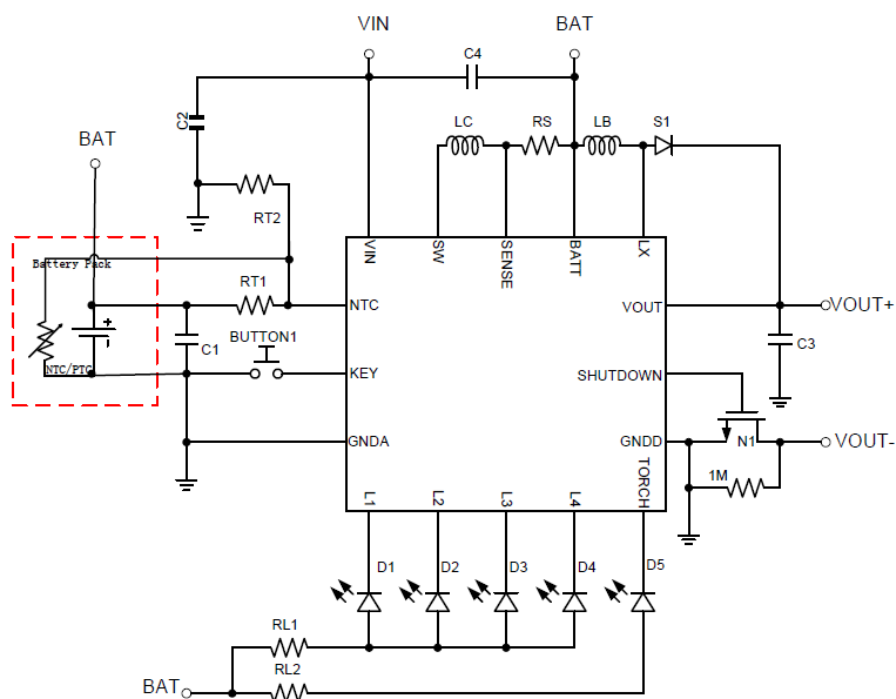 VIN
BAT
C4
C2
LC
RS
LB
S1
BAT
RT2
VIN
SW
SENSE
BATT
LX
Battery Pack
RT1
NTC
VOUT
VOUT+
+
C1
BUTTON1
C3
NTC/PTC
KEY
SHUTDOWN
GNDA
GNDD
N1
VOUT-
TORCH
1M
L1
L2
L3
L4
D1
D2
D3
D4
D5
RL1
RL2
BAT